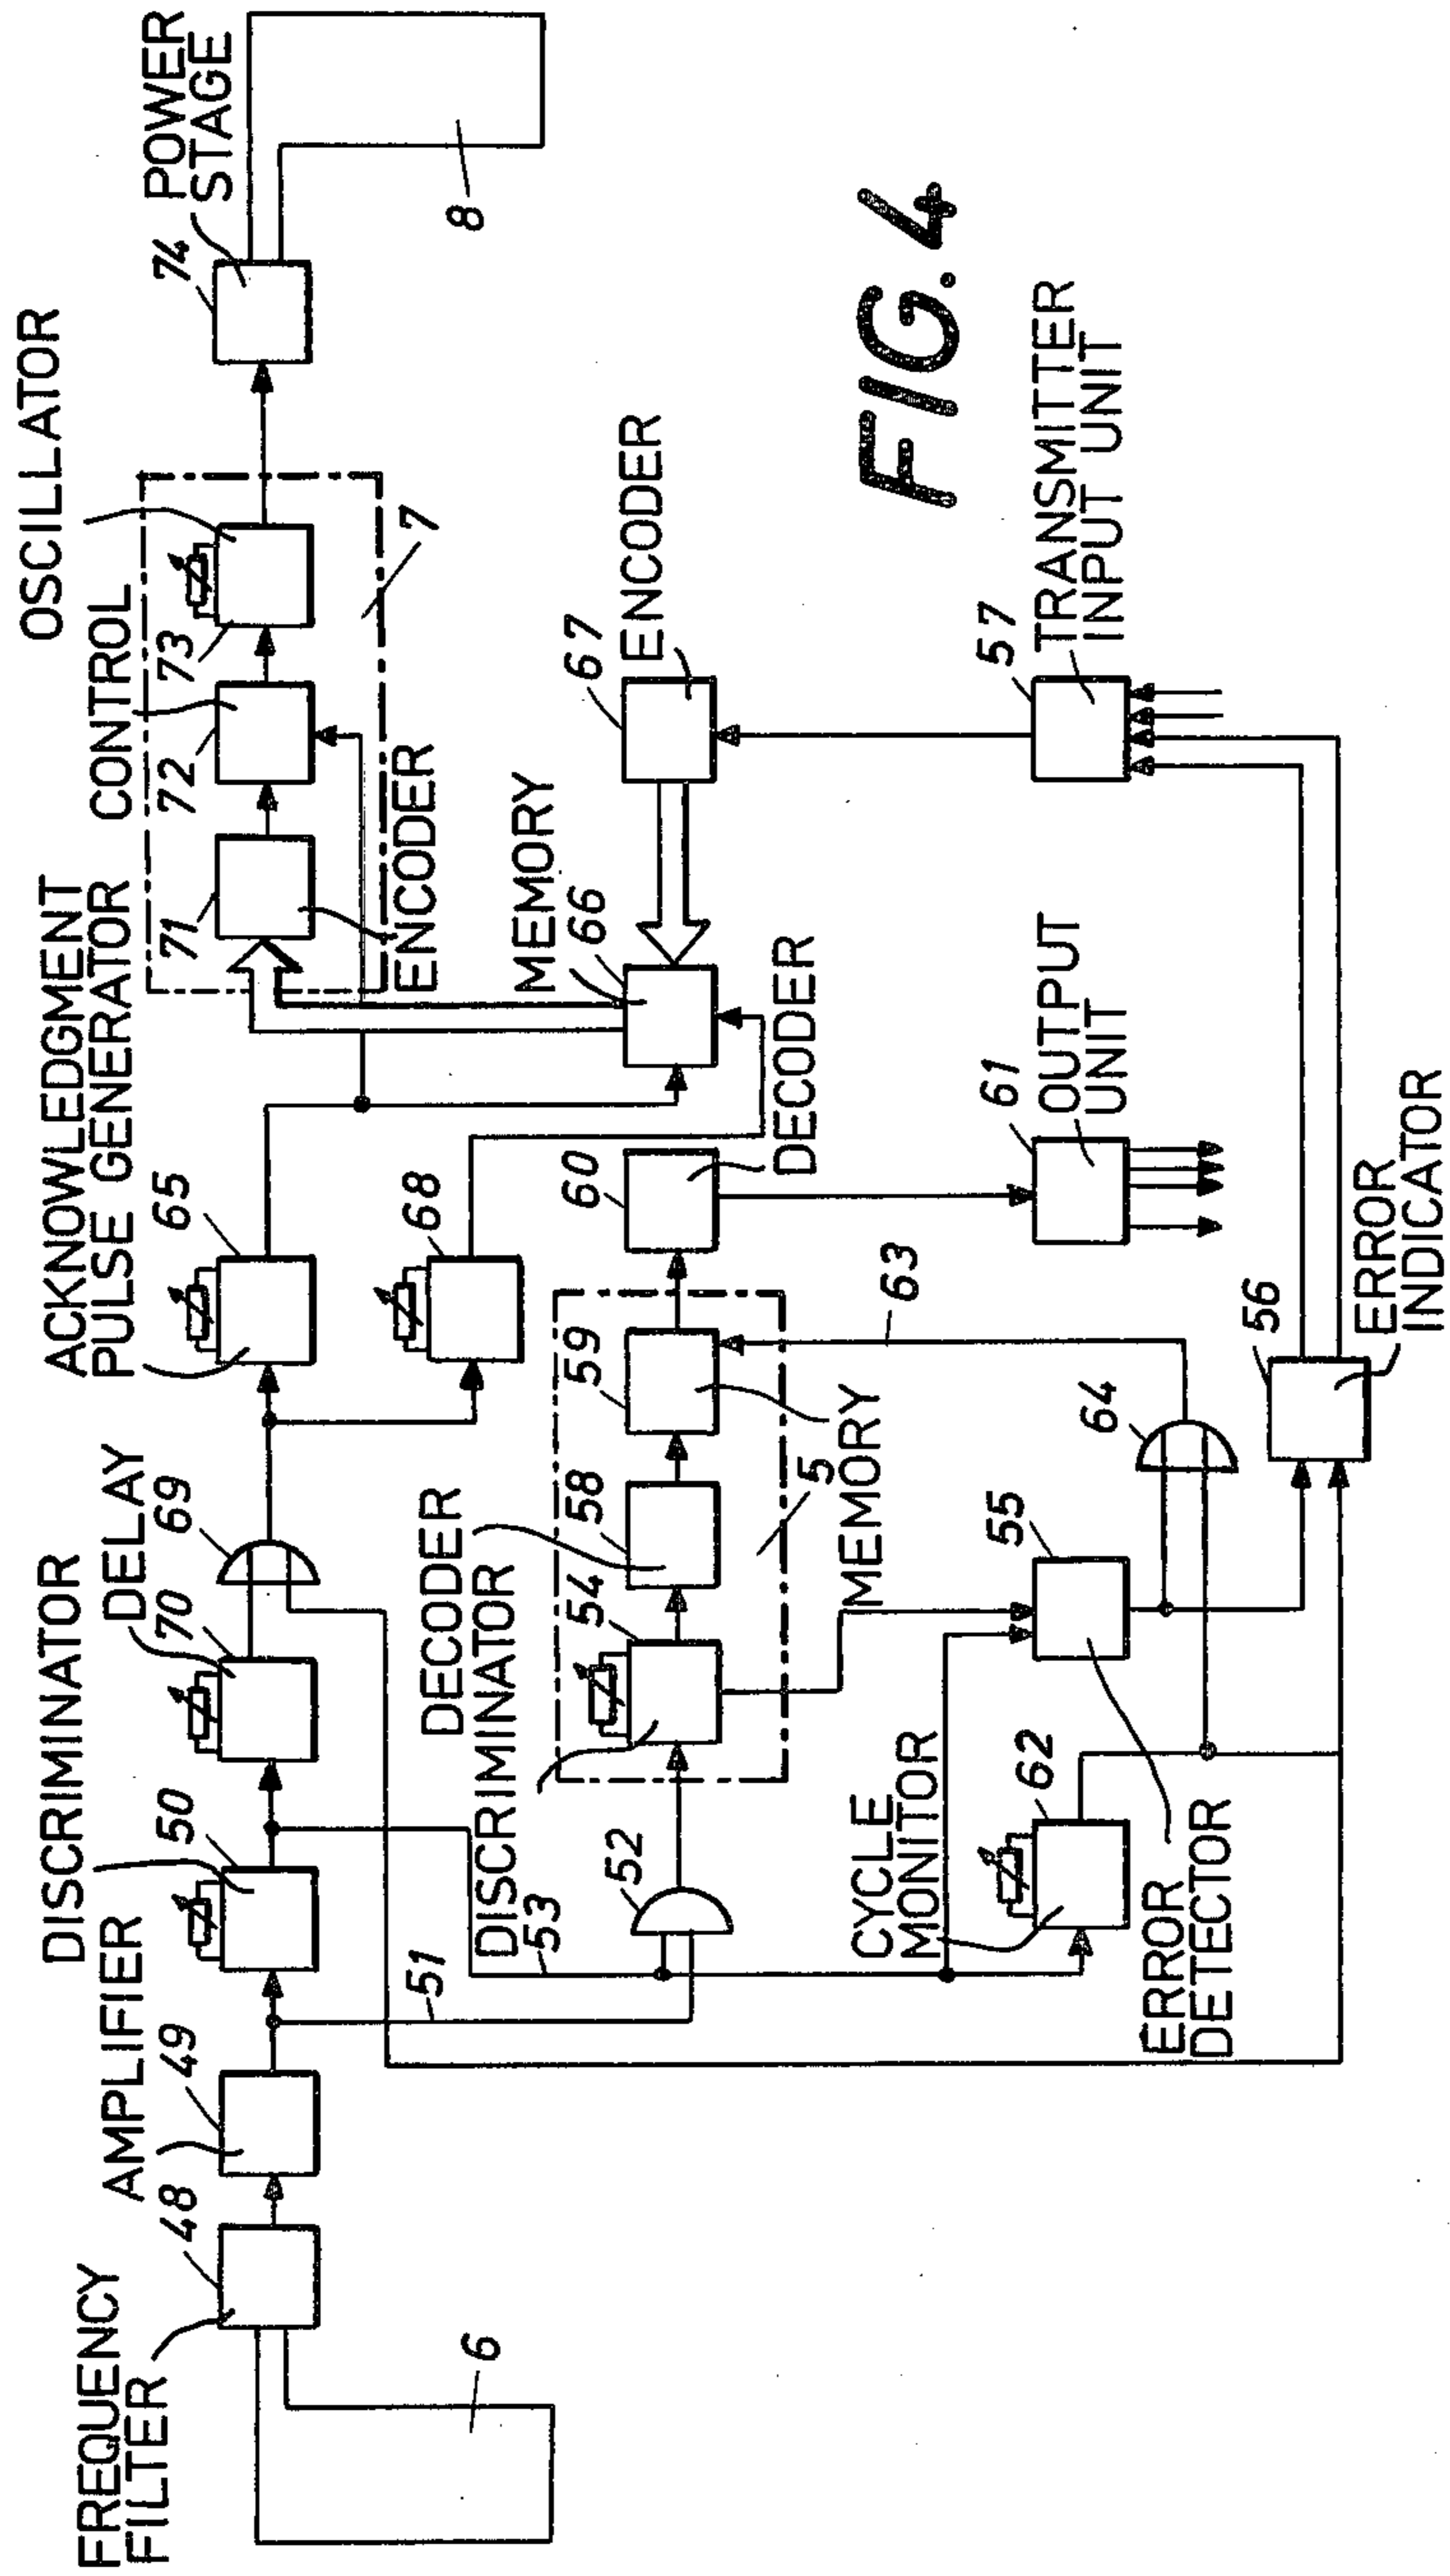 FREQUENCY
FILTER
48
AMPLIFIER
49
DISCRIMINATOR
50
DELAY
70
69
ACKNOWLEDGMENT
PULSE GENERATOR
65
68
CONTROL
71
72
73
OSCILLATOR
74
POWER
STAGE
8
7
ENCODER
6
51
53
52
DISCRIMINATOR
54
DECODER
58
59
5
MEMORY
60
DECODER
MEMORY
66
67
ENCODER
CYCLE
MONITOR
62
ERROR
DETECTOR
55
64
63
61
OUTPUT
UNIT
57
TRANSMITTER
INPUT UNIT
56
ERROR
INDICATOR
FIG. 4